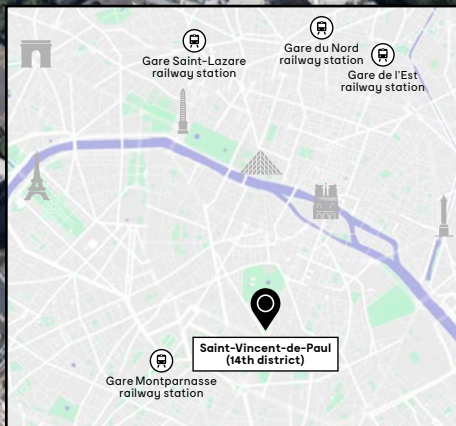 Gare du Nord
railway station
Gare Saint-Lazare
railway station
Gare de l'Est
railway station
Saint-Vincent-de-Paul
(14th district)
Gare Montparnasse
railway station